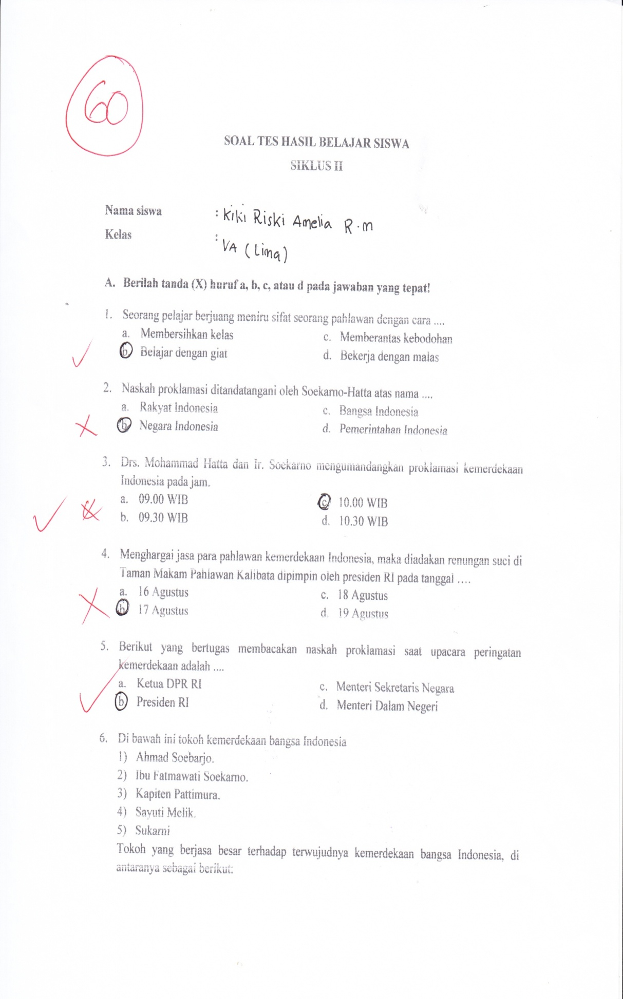 60
SOAL TES HASIL BELAJAR SISWA
SIKLUS II
Nama siswa : Kiki Riski Amelia R.M
Kelas : VA (Lima)
A. Berilah tanda (X) huruf a, b, c, atau d pada jawaban yang tepat!
1. Seorang pelajar berjuang meniru sifat seorang pahlawan dengan cara ....
a. Membersihkan kelas c. Memberantas kebodohan
b. Belajar dengan giat d. Bekerja dengan malas
2. Naskah proklamasi ditandatangani oleh Soekarno-Hatta atas nama ....
a. Rakyat Indonesia c. Bangsa Indonesia
b. Negara Indonesia d. Pemerintahan Indonesia
3. Drs. Mohammad Hatta dan Ir. Soekarno mengumandangkan proklamasi kemerdekaan
Indonesia pada jam.
a. 09.00 WIB c. 10.00 WIB
b. 09.30 WIB d. 10.30 WIB
4. Menghargai jasa para pahlawan kemerdekaan Indonesia, maka diadakan renungan suci di
Taman Makam Pahlawan Kalibata dipimpin oleh presiden RI pada tanggal ....
a. 16 Agustus c. 18 Agustus
b. 17 Agustus d. 19 Agustus
5. Berikut yang bertugas membacakan naskah proklamasi saat upacara peringatan
kemerdekaan adalah ....
a. Ketua DPR RI c. Menteri Sekretaris Negara
b. Presiden RI d. Menteri Dalam Negeri
6. Di bawah ini tokoh kemerdekaan bangsa Indonesia
1) Ahmad Soebarjo.
2) Ibu Fatmawati Soekarno.
3) Kapiten Pattimura.
4) Sayuti Melik.
5) Sukarni
Tokoh yang berjasa besar terhadap terwujudnya kemerdekaan bangsa Indonesia, di
antaranya sebagai berikut: